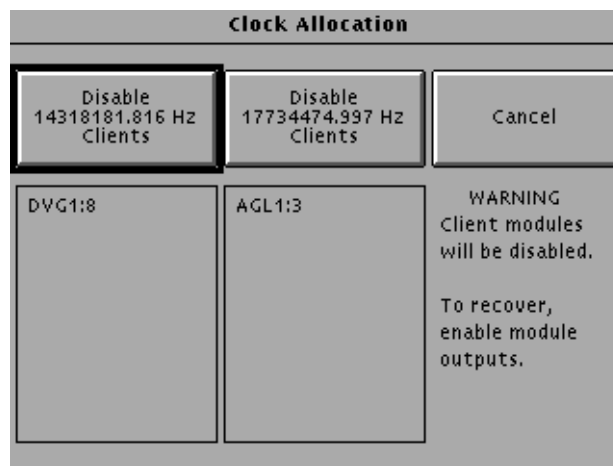 Clock Allocation
Disable
14318181.816 Hz
Clients
Disable
17734474.997 Hz
Clients
Cancel
DVG1:8
AGL1:3
WARNING
Client modules
will be disabled.
To recover,
enable module
outputs.